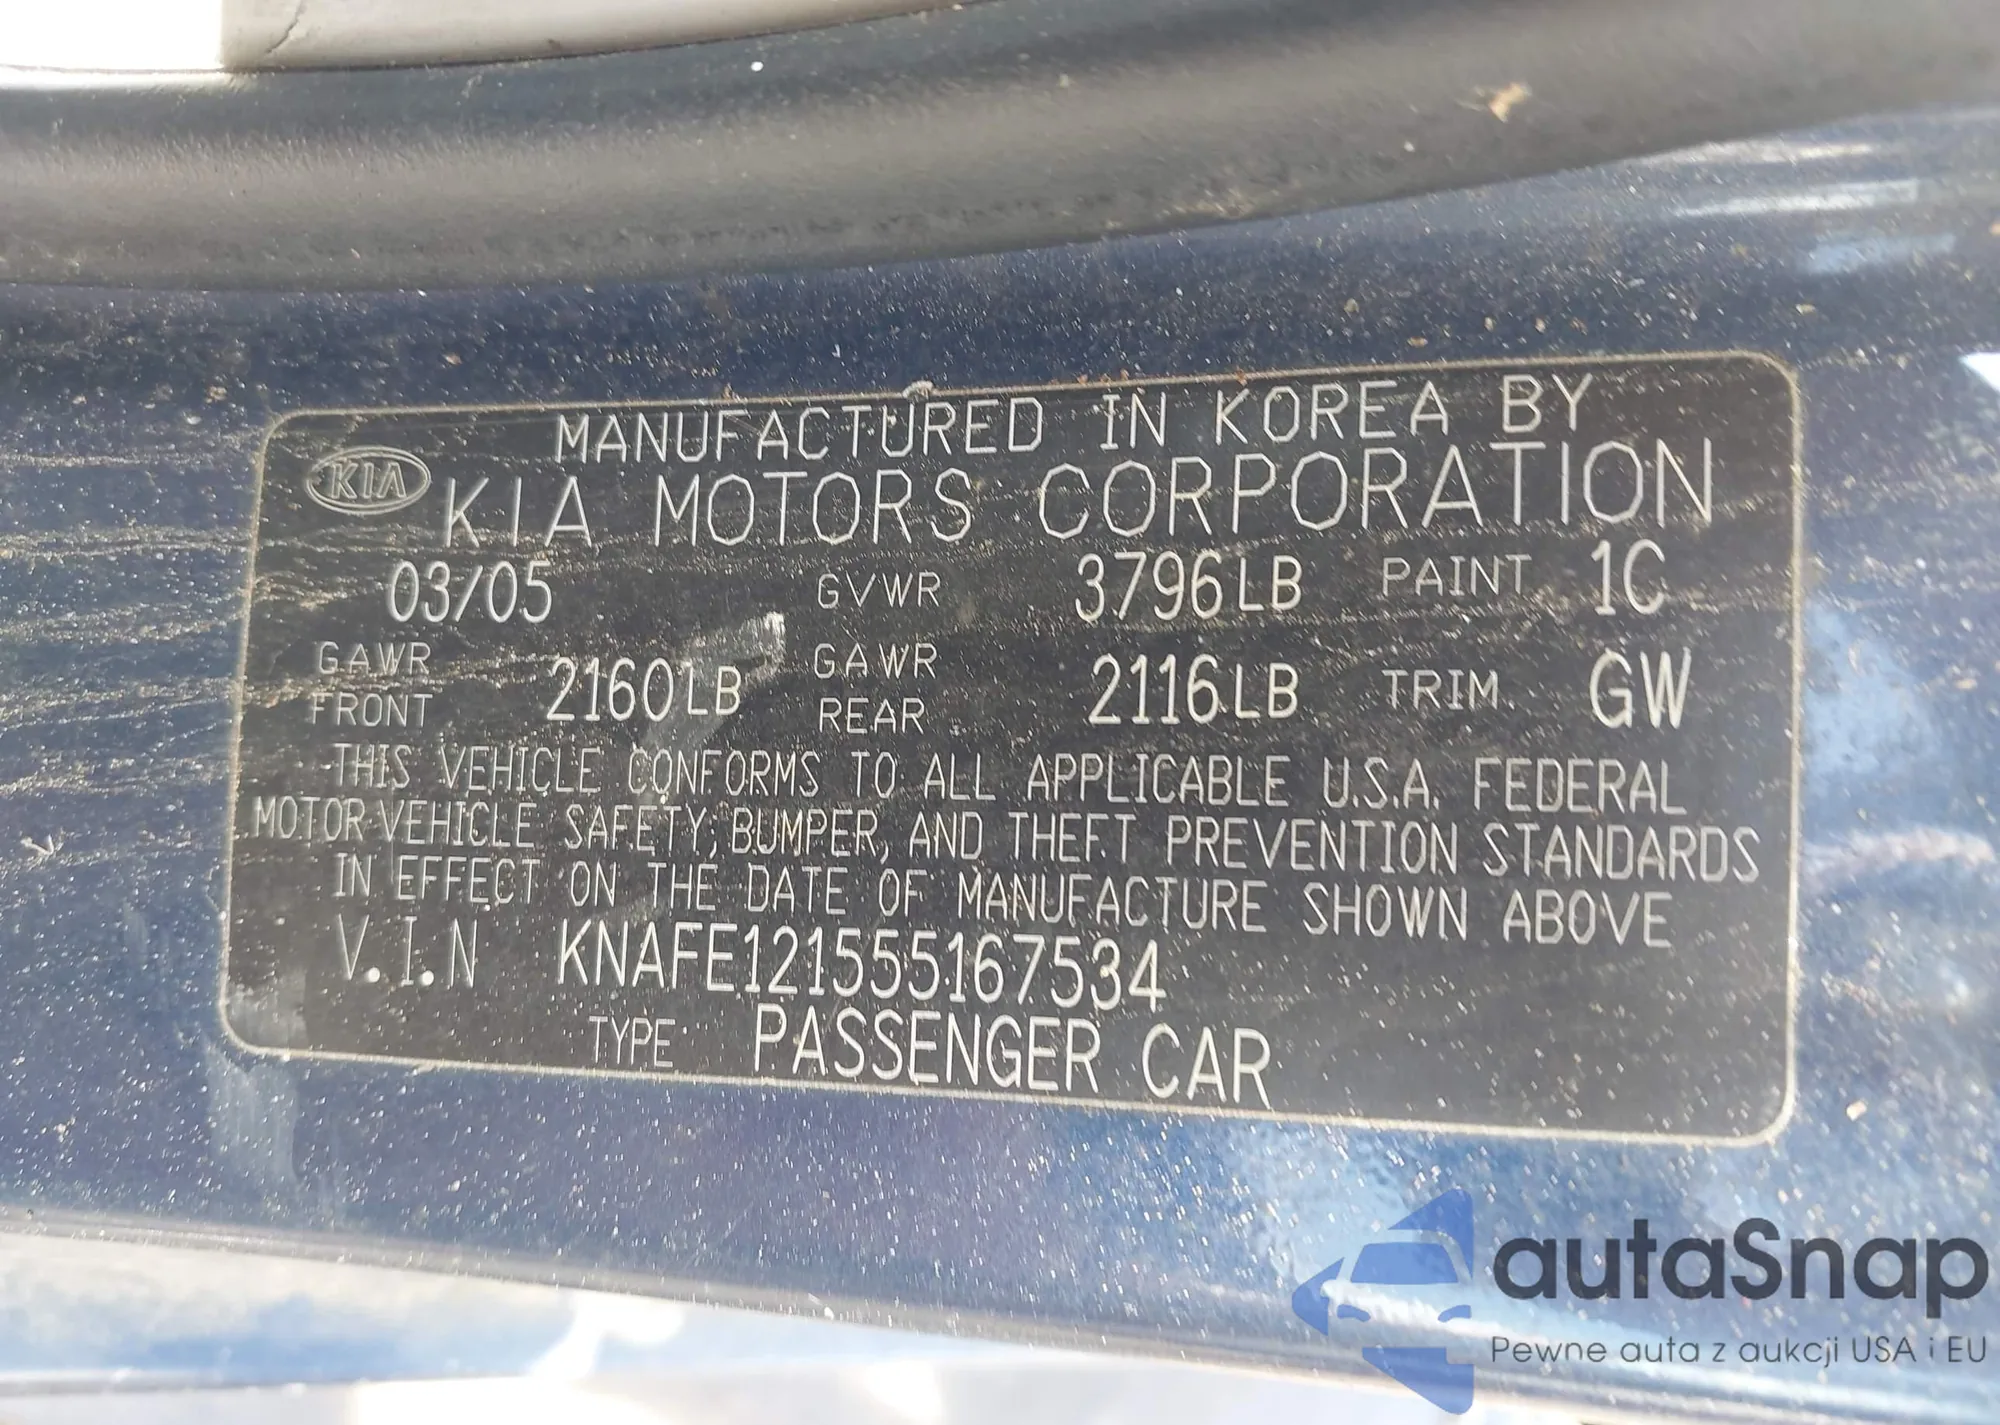 MANUFACTURED IN KOREA BY
KIA KIA MOTORS CORPORATION
03/05 GVWR 3796LB PAINT 1C
GAWR FRONT 2160LB GAWR REAR 2116LB TRIM GW
THIS VEHICLE CONFORMS TO ALL APPLICABLE U.S.A. FEDERAL
MOTOR VEHICLE SAFETY, BUMPER, AND THEFT PREVENTION STANDARDS
IN EFFECT ON THE DATE OF MANUFACTURE SHOWN ABOVE
V.I.N KNAFE121555167534
TYPE: PASSENGER CAR
autaSnap
Pewne auta z aukcji USA i EU